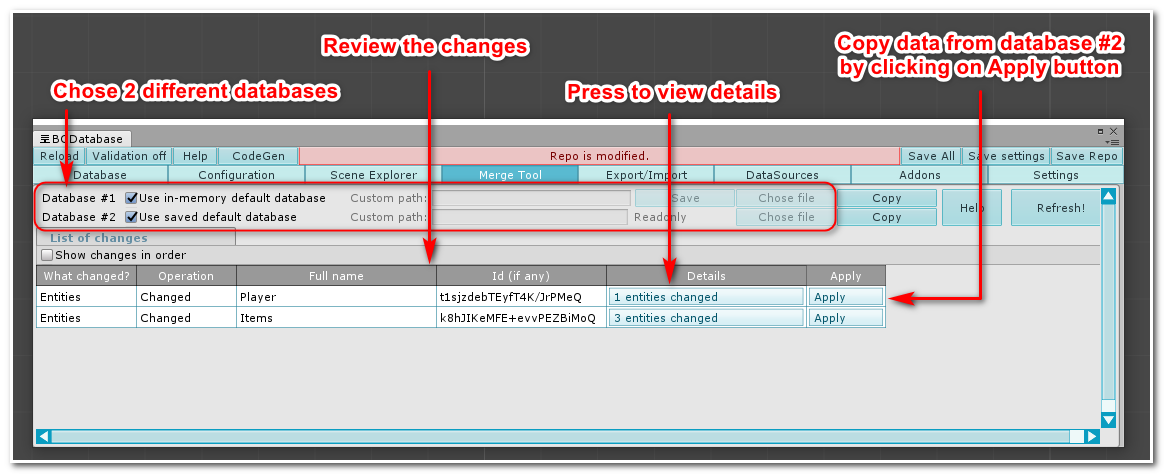 Review the changes
Copy data from database #2
by clicking on Apply button
Chose 2 different databases
Press to view details
BGDatabase
Reload Validation off Help CodeGen Repo is modified. Save All Save settings Save Repo
Database Configuration Scene Explorer Merge Tool Export/Import DataSources Addons Settings
Database #1 Use in-memory default database Custom path: Save Chose file Copy Help Refresh!
Database #2 Use saved default database Custom path: Readonly Chose file Copy
List of changes
Show changes in order
What changed? Operation Full name Id (if any) Details Apply
Entities Changed Player t1sjzdebTEyfT4K/JrPMeQ 1 entities changed Apply
Entities Changed Items k8hJIKeMFE+evvPEZBiMoQ 3 entities changed Apply